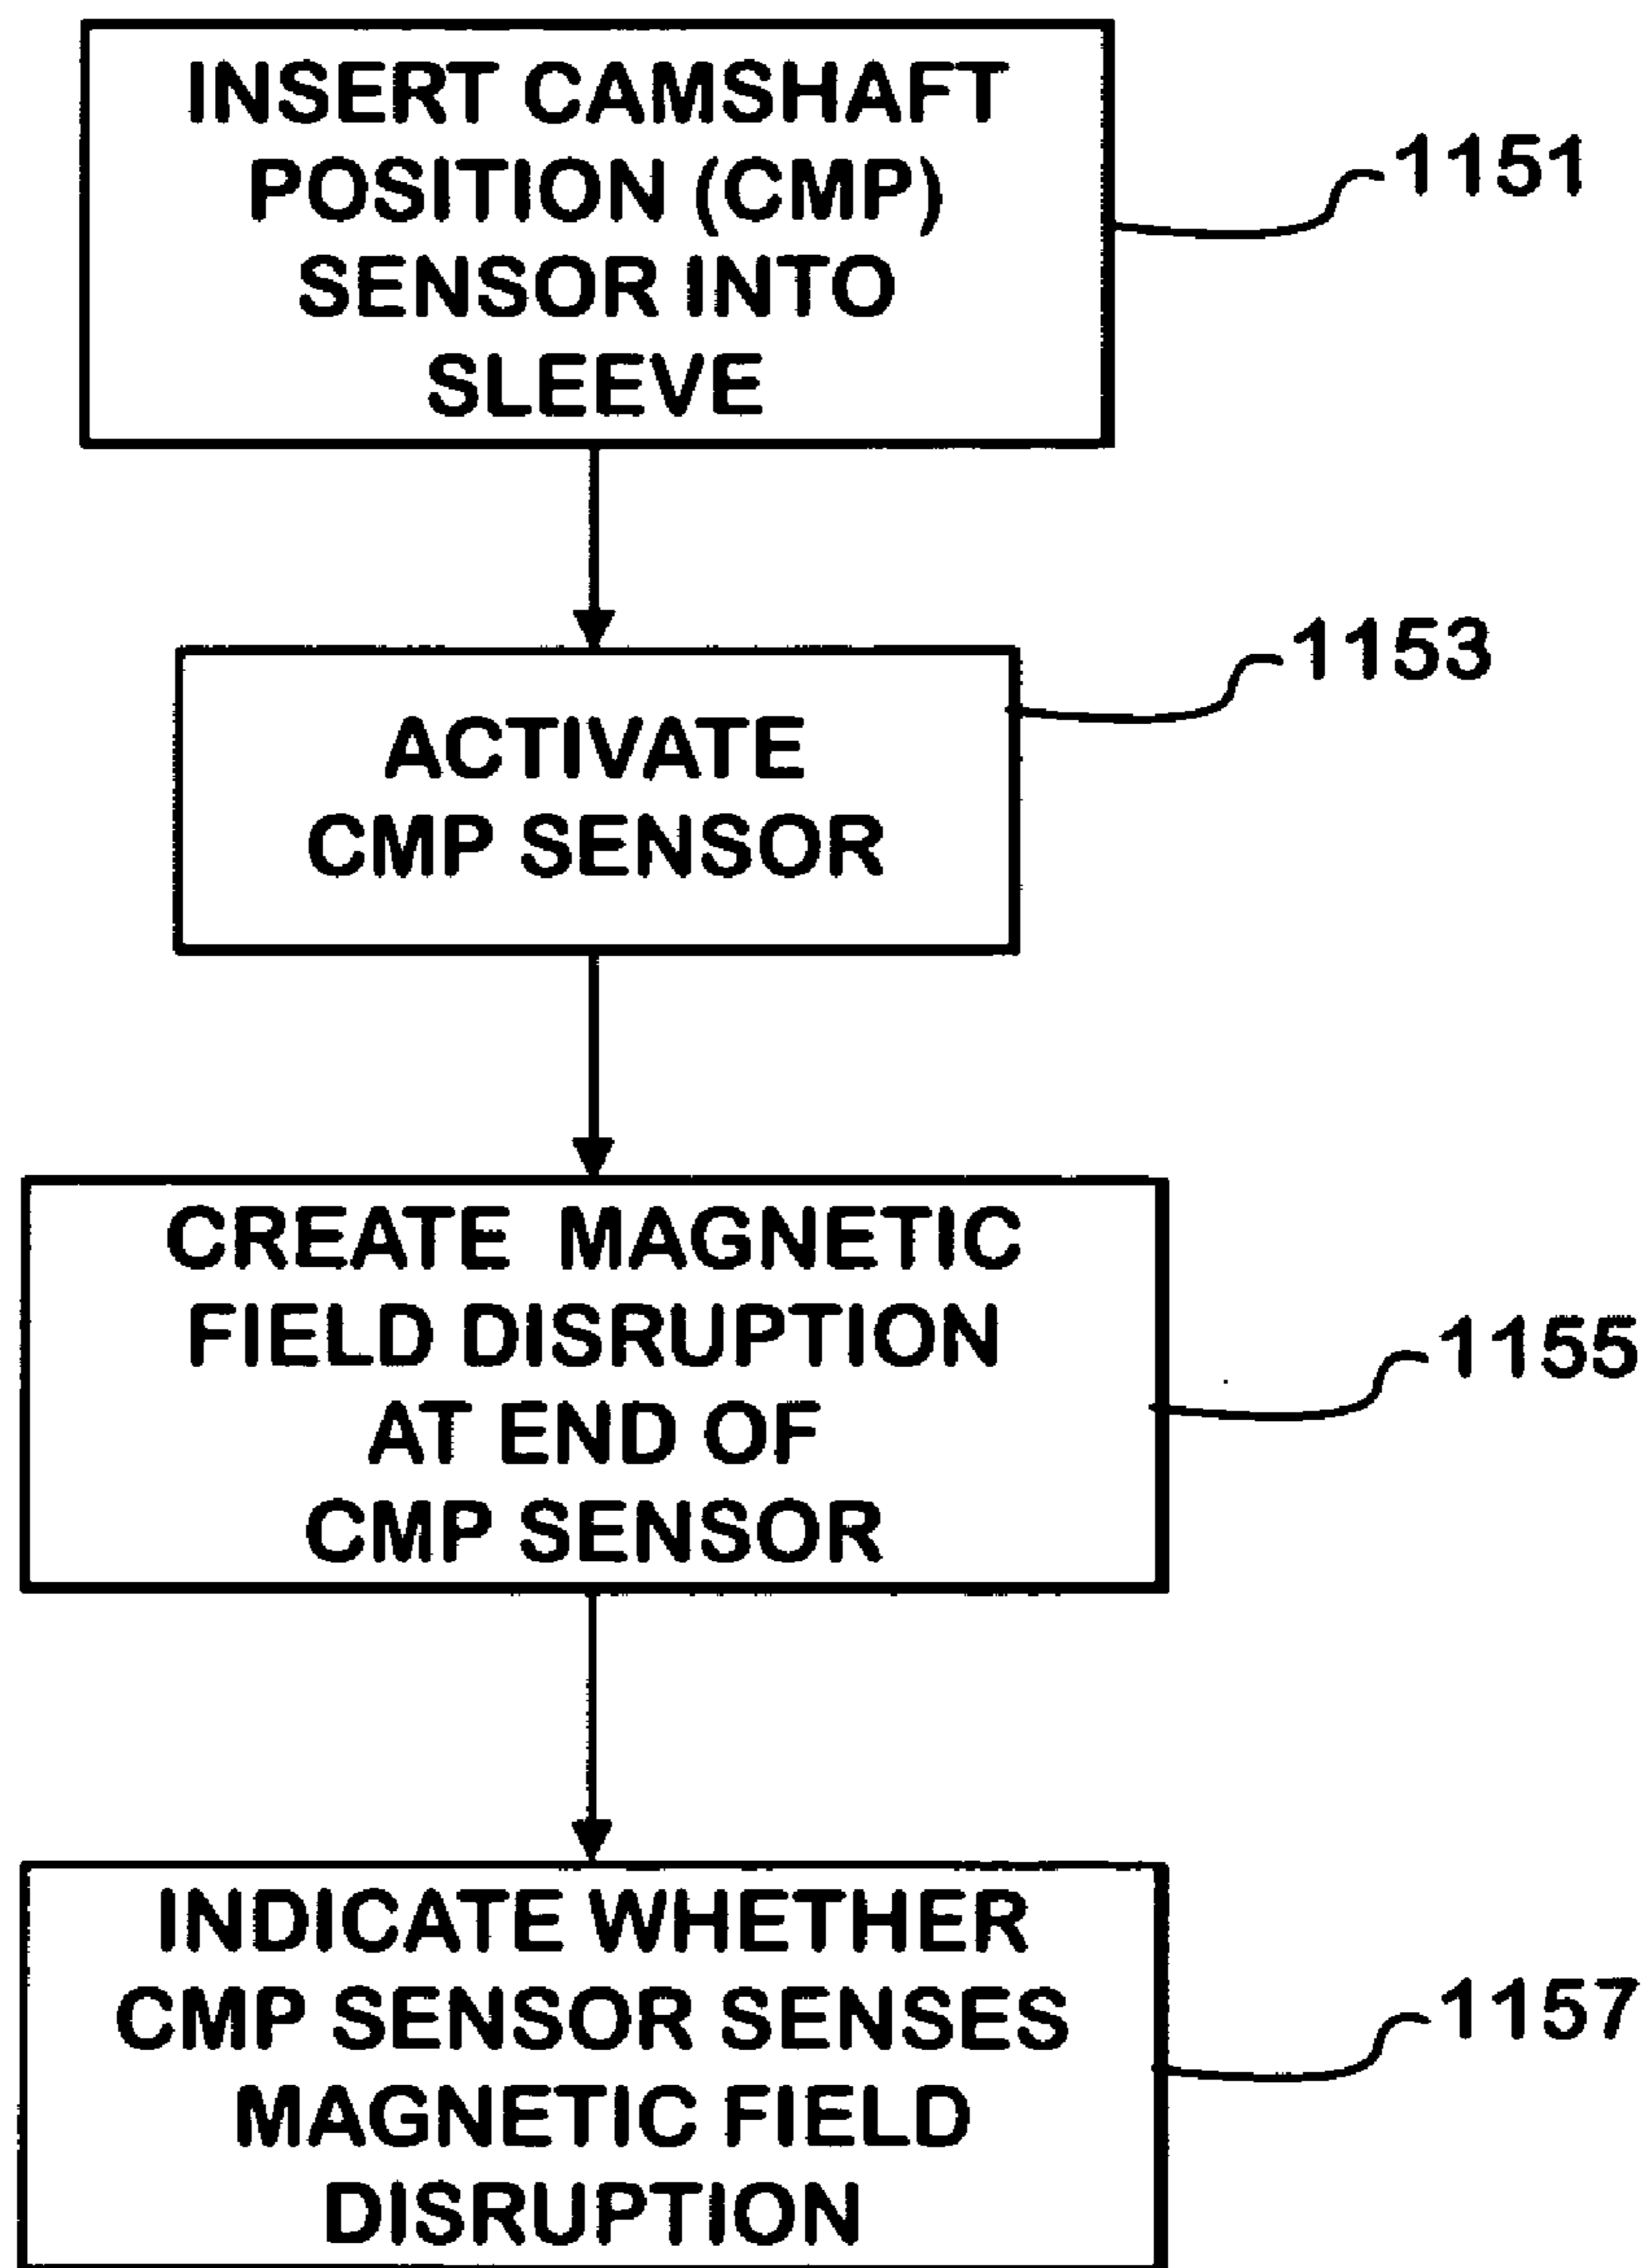 INSERT CAMSHAFT
POSITION (CMP)
SENSOR INTO
SLEEVE
1151
ACTIVATE
CMP SENSOR
1153
CREATE MAGNETIC
FIELD DISRUPTION
AT END OF
CMP SENSOR
1155
INDICATE WHETHER
CMP SENSOR SENSES
MAGNETIC FIELD
DISRUPTION
1157